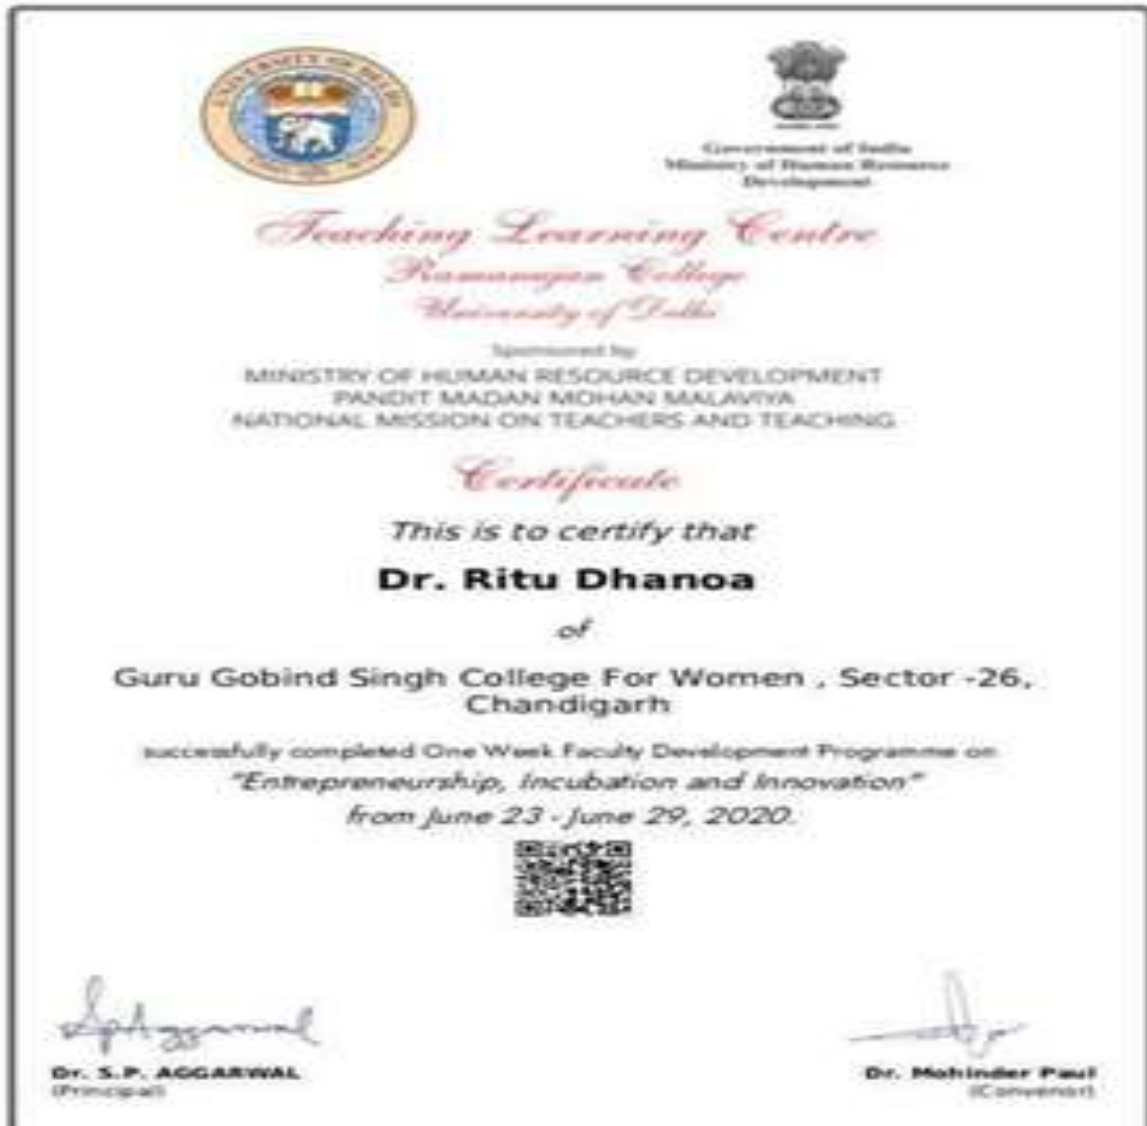 UNIVERSITY OF DELHI
Government of India
Ministry of Human Resource
Development
Teaching Learning Centre
Ramanujan College
University of Delhi
Sponsored by
MINISTRY OF HUMAN RESOURCE DEVELOPMENT
PANDIT MADAN MOHAN MALAVIYA
NATIONAL MISSION ON TEACHERS AND TEACHING
Certificate
This is to certify that
Dr. Ritu Dhanoa
of
Guru Gobind Singh College For Women , Sector -26,
Chandigarh
successfully completed One Week Faculty Development Programme on
"Entrepreneurship, Incubation and Innovation"
from June 23 - June 29, 2020.
SpAggarwal
Dr. S.P. AGGARWAL
(Principal)
Dr. Mohinder Paul
(Convenor)